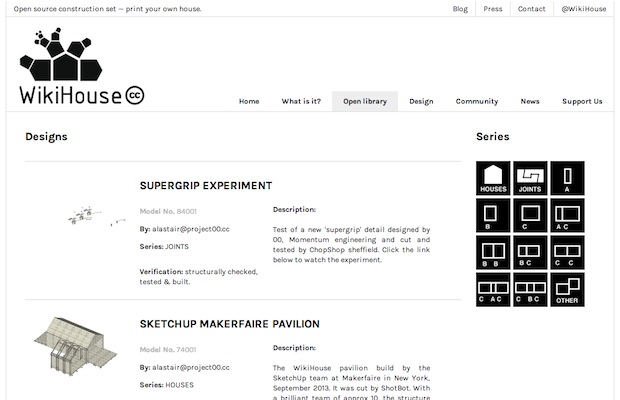 Open source construction set — print your own house.
Blog
Press
Contact
@WikiHouse
WikiHouse cc
Home
What is it?
Open library
Design
Community
News
Support Us
Designs
SUPERGRIP EXPERIMENT
Model No. 84001
By: alastair@project00.cc
Series: JOINTS
Verification: structurally checked,
tested & built.
Description:
Test of a new 'supergrip' detail designed by
00, Momentum engineering and cut and
tested by ChopShop sheffield. Click the link
below to watch the experiment.
SKETCHUP MAKERFAIRE PAVILION
Model No. 74001
By: alastair@project00.cc
Series: HOUSES
Description:
The WikiHouse pavilion build by the
SketchUp team at Makerfaire in New York,
September 2013. It was cut by ShotBot. With
a brilliant team of approx 10, the structure
Series
HOUSES
JOINTS
A
B
C
A C
B B
B C
C C
C A C
C B C
OTHER